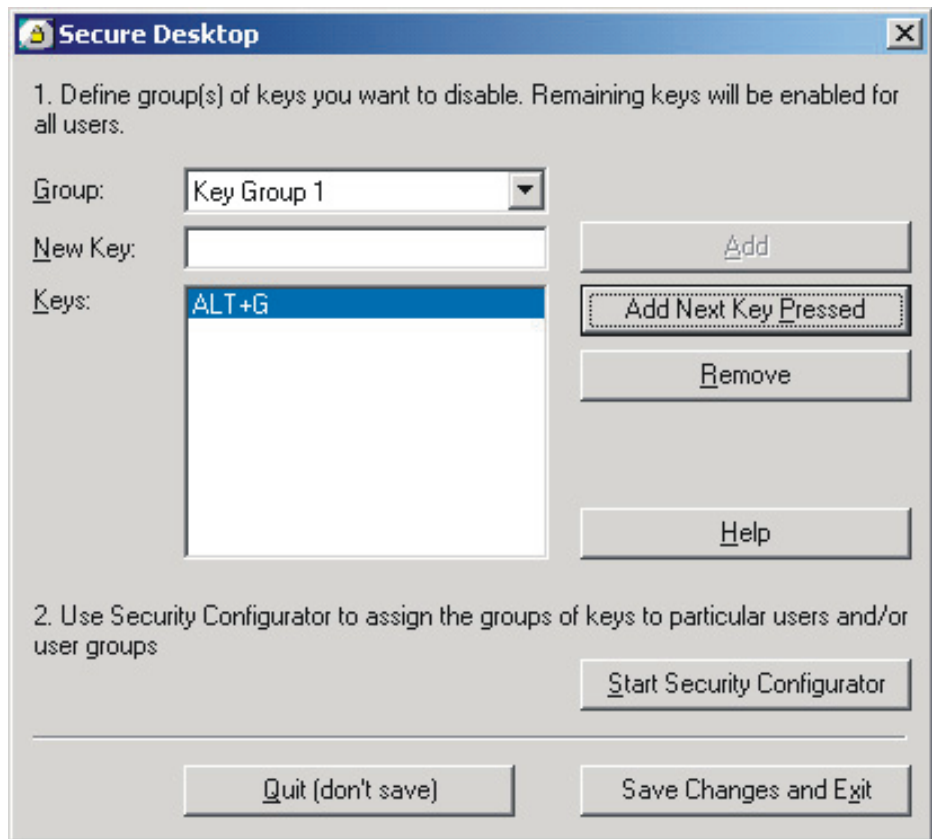 Secure Desktop
1. Define group(s) of keys you want to disable. Remaining keys will be enabled for
all users.
Group:
Key Group 1
New Key:
Add
Keys:
ALT+G
Add Next Key Pressed
Remove
Help
2. Use Security Configurator to assign the groups of keys to particular users and/or
user groups
Start Security Configurator
Quit (don't save)
Save Changes and Exit